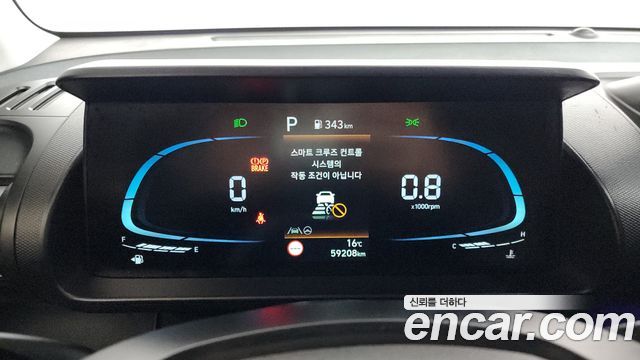 P 343 km
스마트 크루즈 컨트롤
시스템의
작동 조건이 아닙니다
(P)
BRAKE
0
km/h
0.8
x1000rpm
F E
C H
16℃
59208km
신뢰를 더하다
encar.com